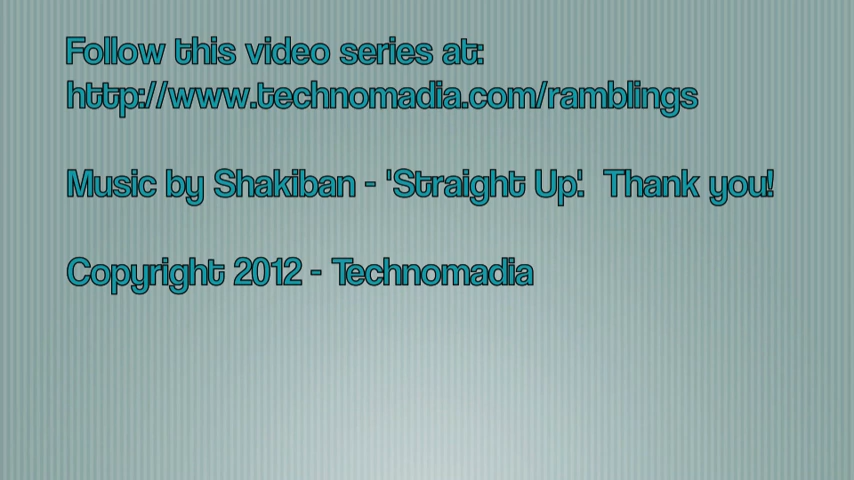 Follow this video series at:
http://www.technomadia.com/ramblings
Music by Shakiban - 'Straight Up'.  Thank you!
Copyright 2012 - Technomadia